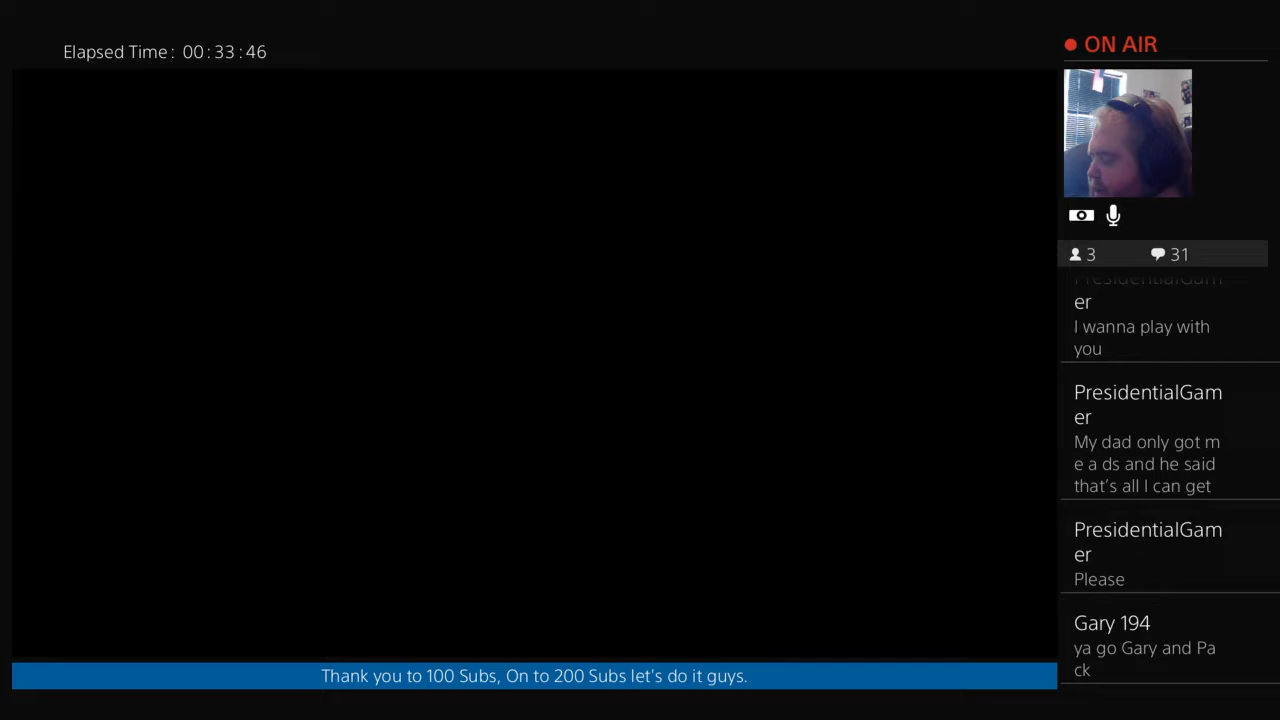 Elapsed Time: 00:33:46
ON AIR
3 31
PresidentialGam
er
I wanna play with
you
PresidentialGam
er
My dad only got m
e a ds and he said
that's all I can get
PresidentialGam
er
Please
Gary 194
ya go Gary and Pa
ck
Thank you to 100 Subs, On to 200 Subs let's do it guys.